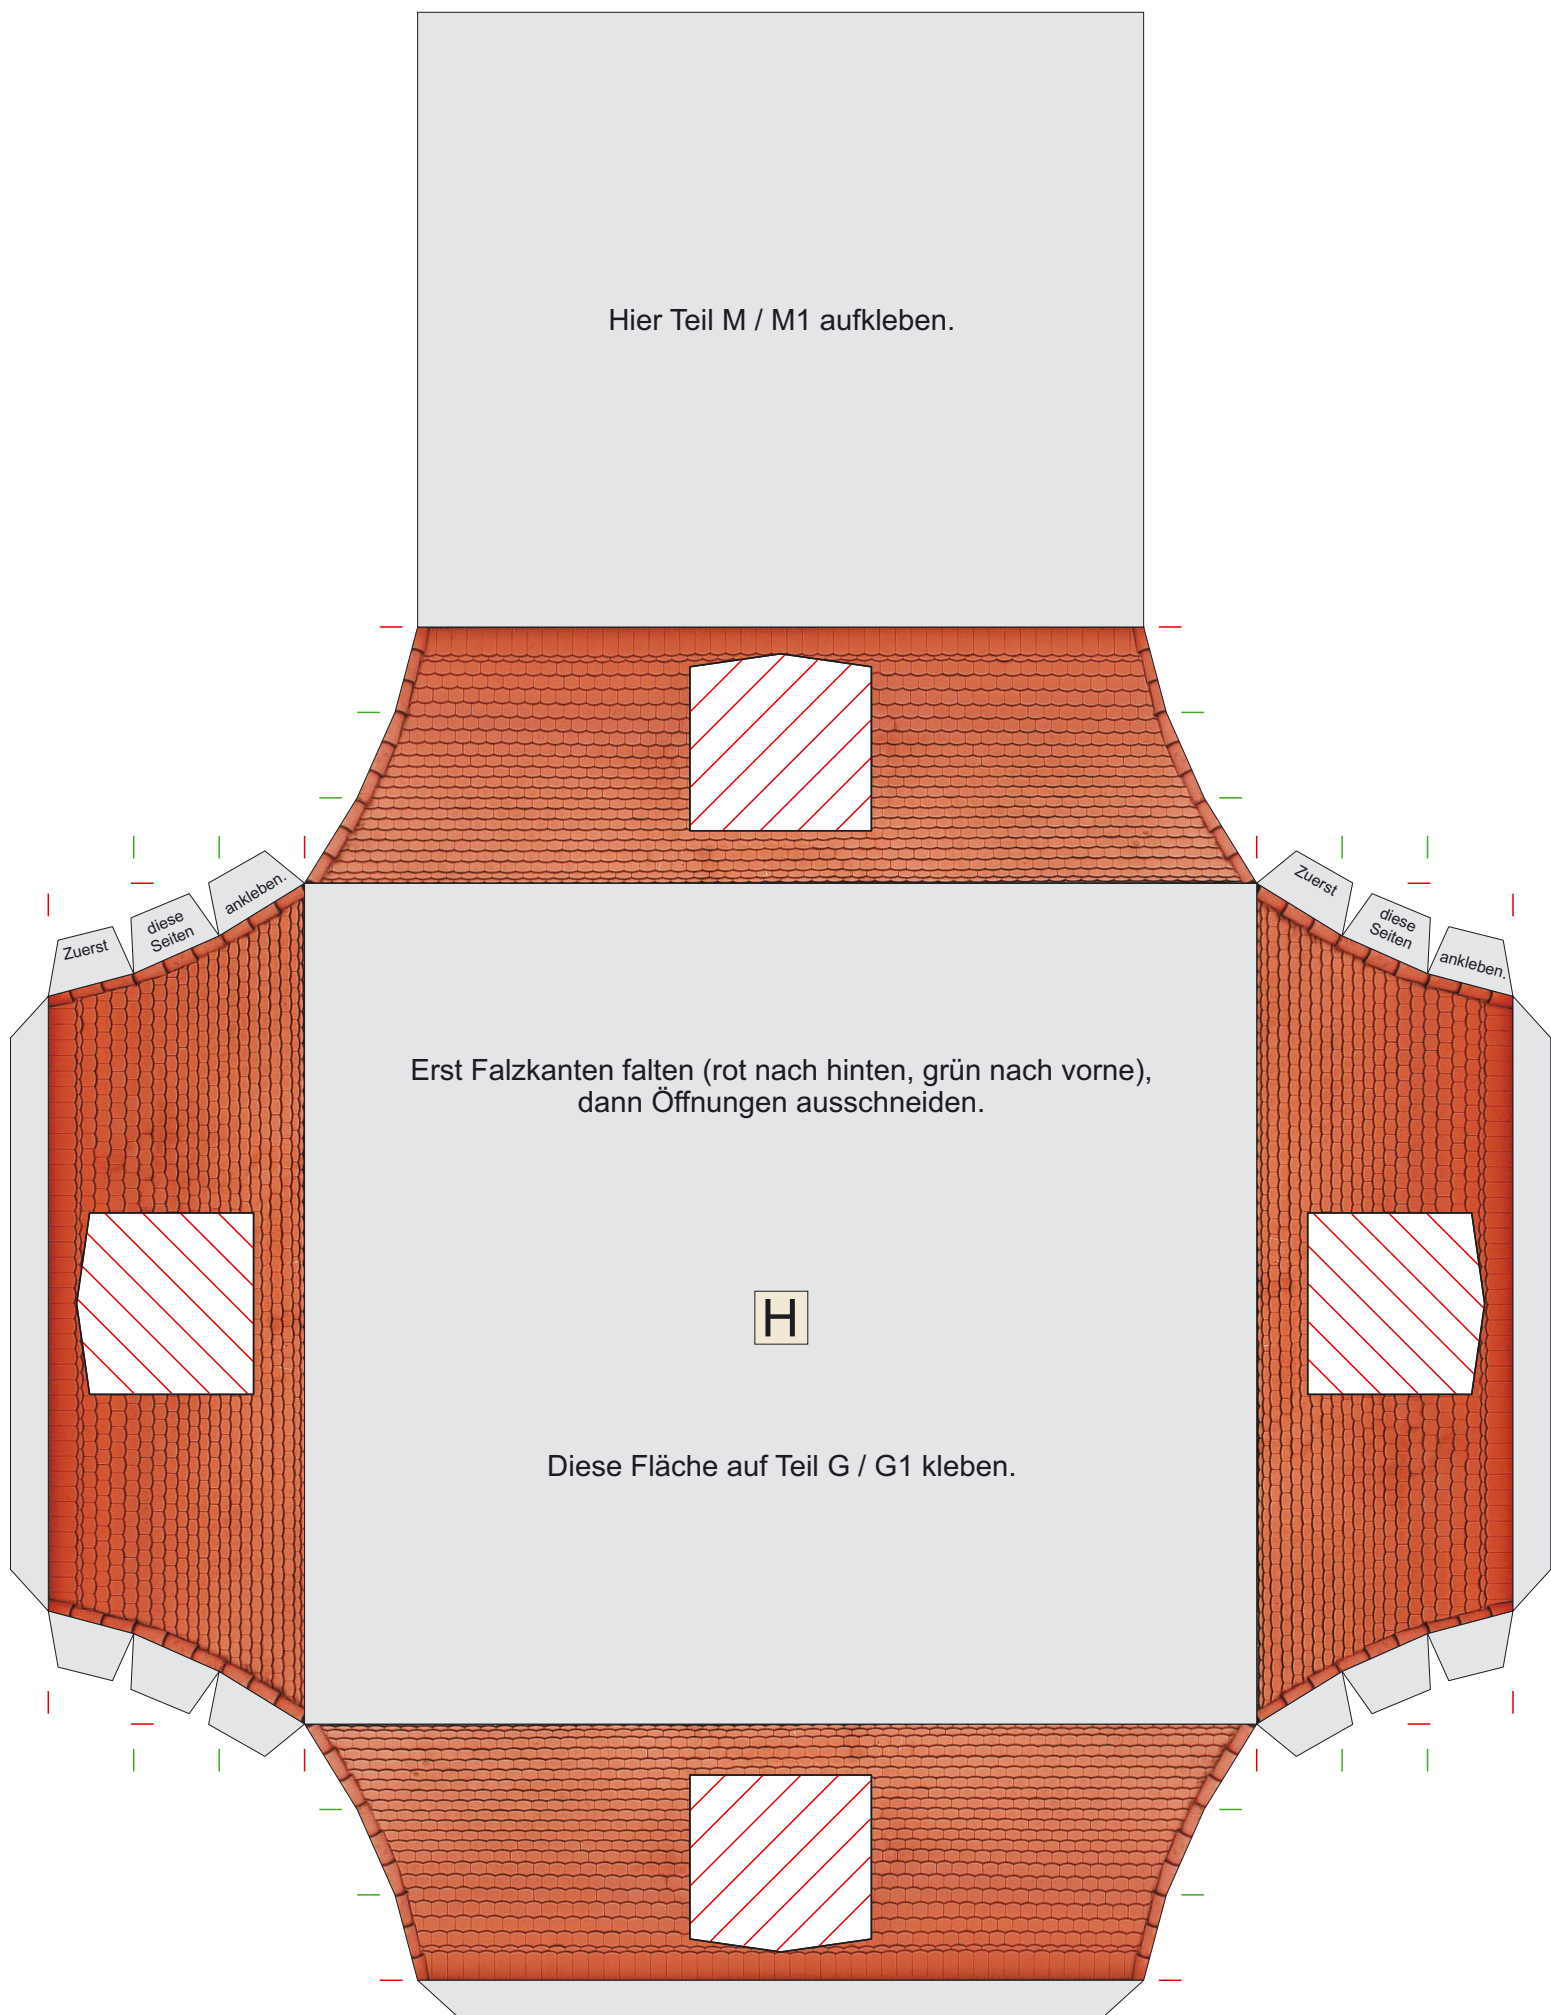 Hier Teil M / M1 aufkleben.
Zuerst
diese
Seiten
ankleben.
Zuerst
diese
Seiten
ankleben.
Erst Falzkanten falten (rot nach hinten, grün nach vorne),
dann Öffnungen ausschneiden.
H
Diese Fläche auf Teil G / G1 kleben.